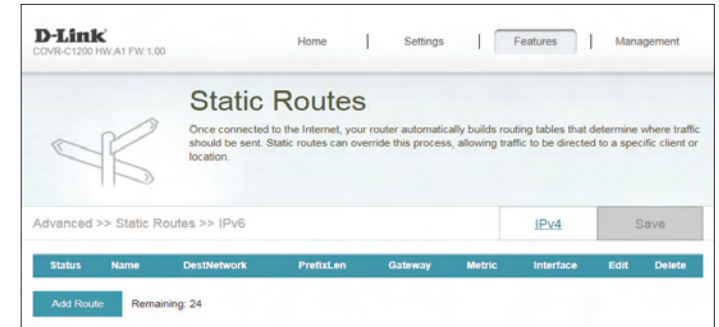 D-Link
COVR-C1200 HW:A1 FW:1.00
Home | Settings | Features | Management
Static Routes
Once connected to the Internet, your router automatically builds routing tables that determine where traffic
should be sent. Static routes can override this process, allowing traffic to be directed to a specific client or
location.
Advanced >> Static Routes >> IPv6
IPv4
Save
Status Name DestNetwork PrefixLen Gateway Metric Interface Edit Delete
Add Route
Remaining: 24